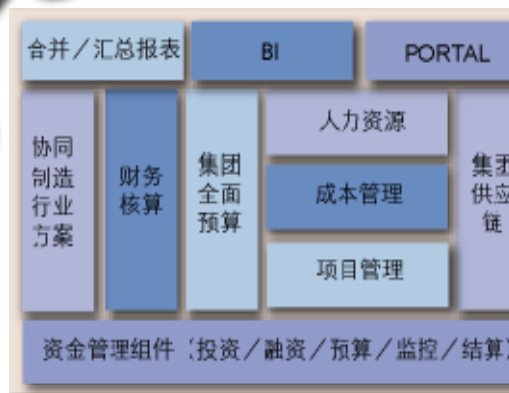 合并／汇总报表
BI
PORTAL
协同
制造
行业
方案
财务
核算
集团
全面
预算
人力资源
成本管理
项目管理
集团
供应
链
资金管理组件（投资／融资／预算／监控／结算）